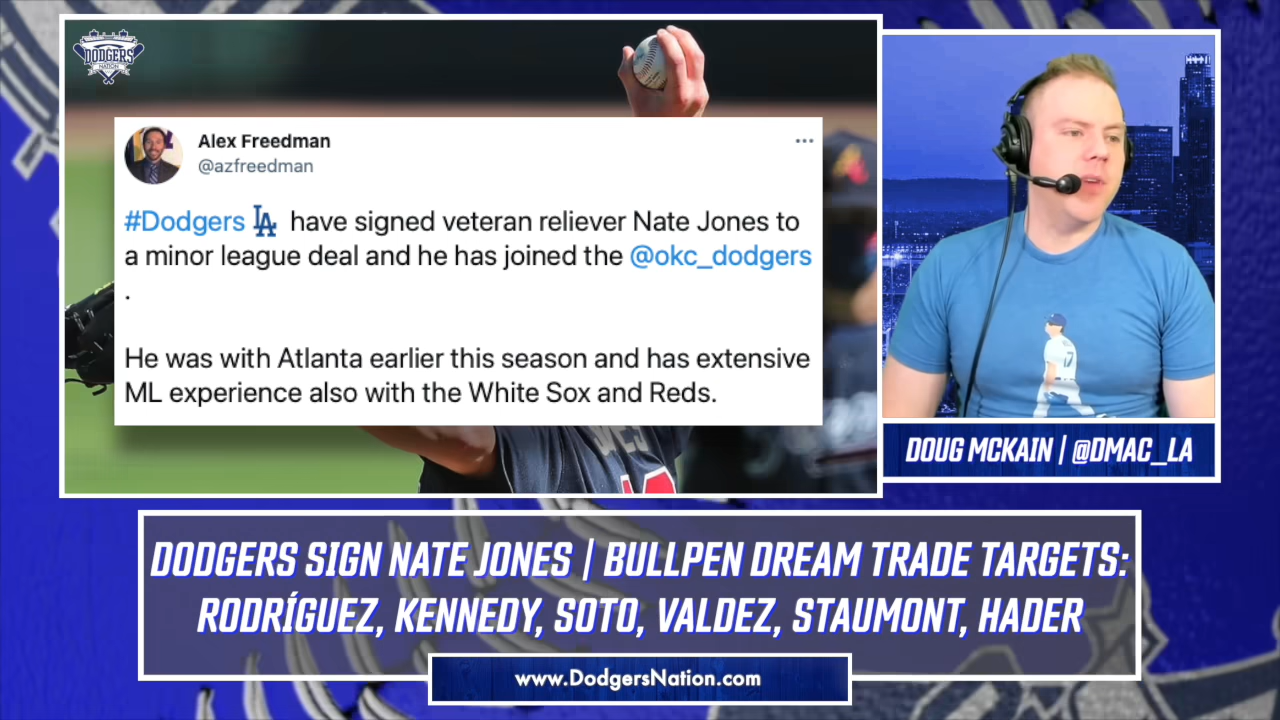 DODGERS
NATION
Alex Freedman
@azfreedman
#Dodgers LA have signed veteran reliever Nate Jones to
a minor league deal and he has joined the @okc_dodgers
.
He was with Atlanta earlier this season and has extensive
ML experience also with the White Sox and Reds.
17
DOUG MCKAIN | @DMAC_LA
DODGERS SIGN NATE JONES | BULLPEN DREAM TRADE TARGETS:
RODRÍGUEZ, KENNEDY, SOTO, VALDEZ, STAUMONT, HADER
www.DodgersNation.com